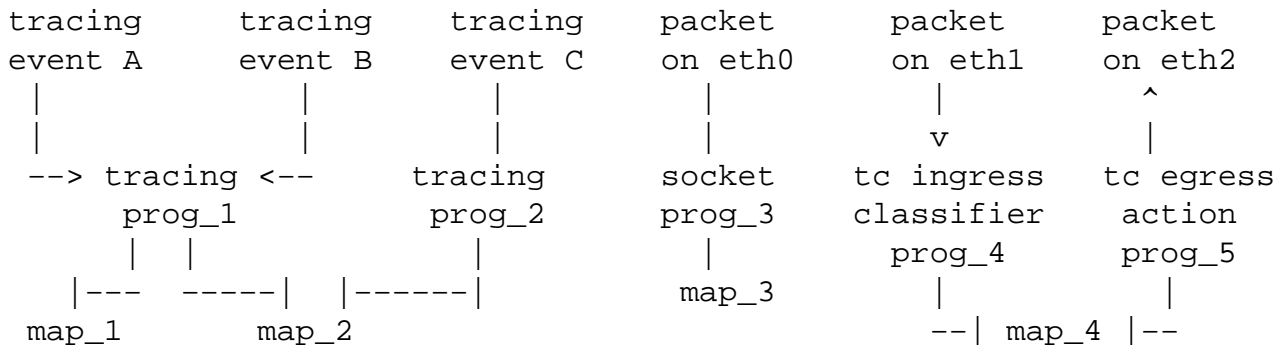 tracing     tracing    tracing    packet      packet     packet
event A     event B    event C    on eth0     on eth1    on eth2
 |             |         |          |           |          ^
 |             |         |          |           v          |
 --> tracing <--     tracing      socket    tc ingress   tc egress
      prog_1          prog_2      prog_3    classifier    action
      |  |              |           |         prog_4      prog_5
   |---  -----|  |------|          map_3        |           |
 map_1       map_2                              --| map_4 |--